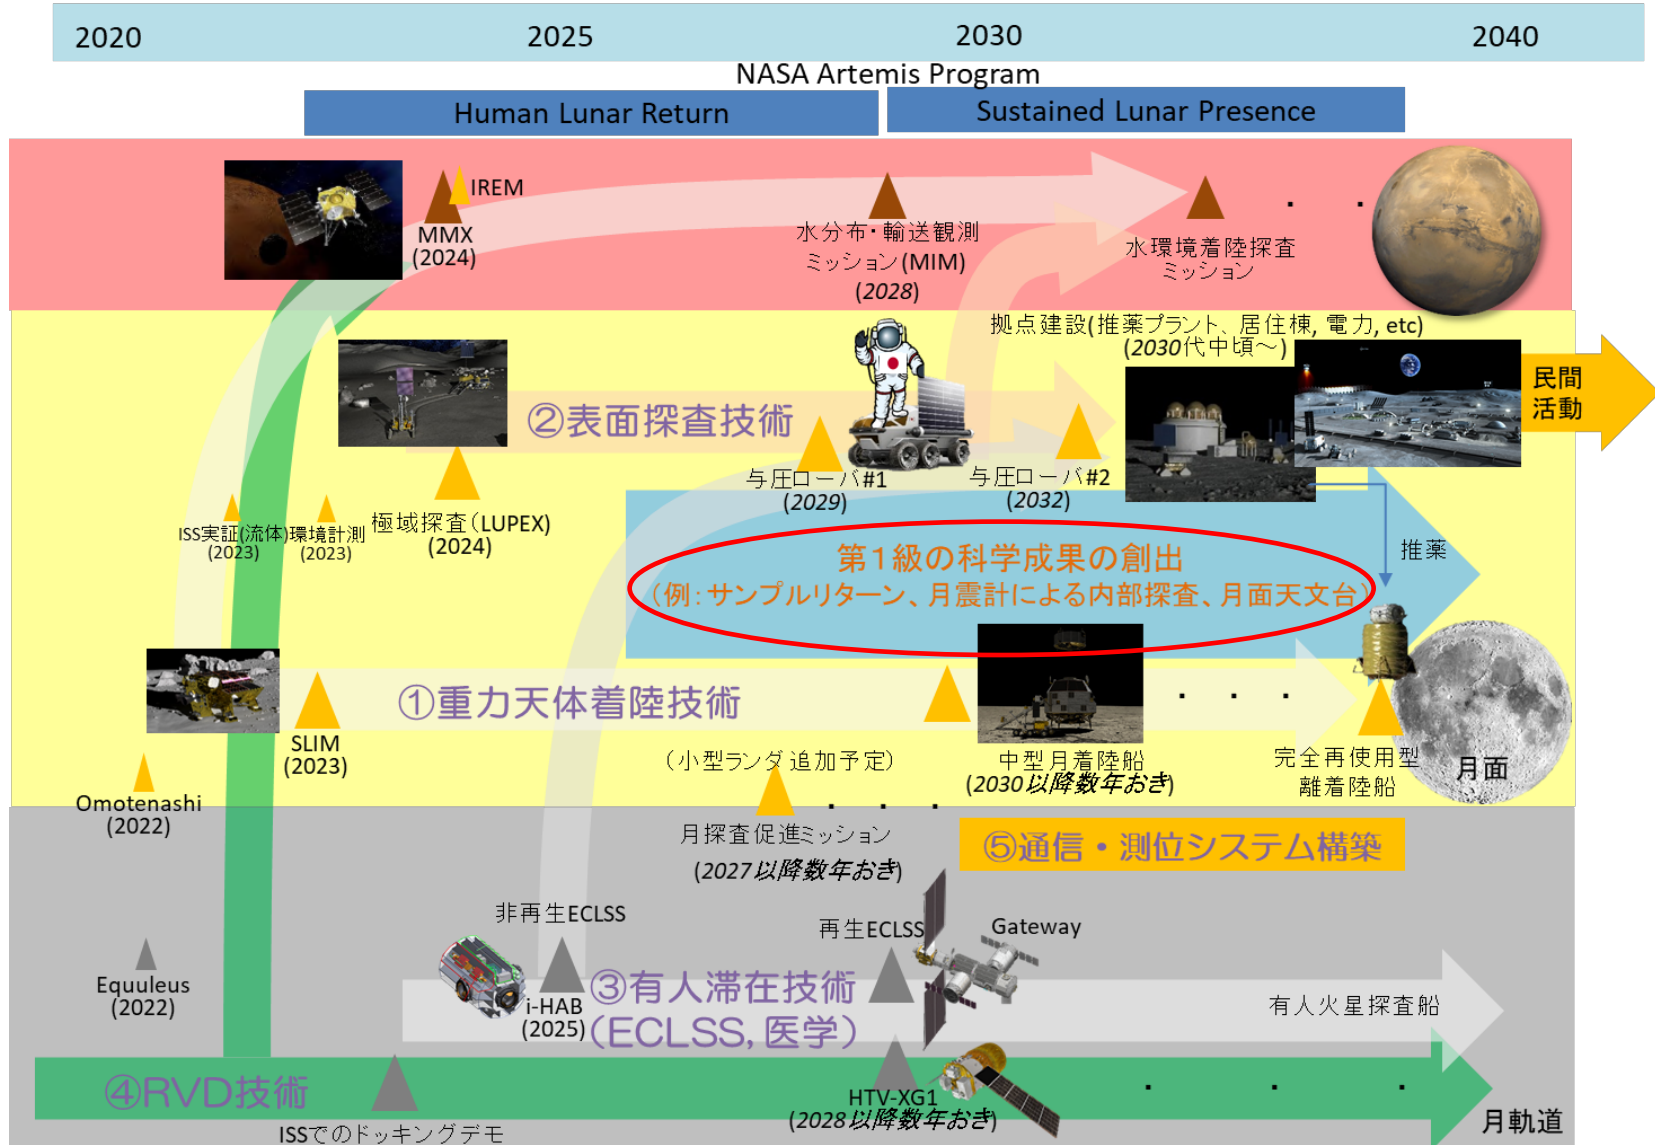 2020
2025
2030
2040
NASA Artemis Program
Human Lunar Return
Sustained Lunar Presence
IREM
MMX
(2024)
水分布・輸送観測
ミッション(MIM)
(2028)
水環境着陸探査
ミッション
・ ・
拠点建設(推薬プラント、居住棟, 電力, etc)
(2030代中頃～)
民間
活動
②表面探査技術
与圧ローバ#1
(2029)
与圧ローバ#2
(2032)
ISS実証(流体)
(2023)
環境計測
(2023)
極域探査(LUPEX)
(2024)
第1級の科学成果の創出
(例：サンプルリターン、月震計による内部探査、月面天文台)
推薬
①重力天体着陸技術
SLIM
(2023)
・ ・ ・
(小型ランダ追加予定)
中型月着陸船
(2030以降数年おき)
完全再使用型
離着陸船
月面
Omotenashi
(2022)
・ ・ ・
月探査促進ミッション
(2027以降数年おき)
⑤通信・測位システム構築
非再生ECLSS
再生ECLSS
Gateway
Equuleus
(2022)
i-HAB
(2025)
③有人滞在技術
(ECLSS, 医学)
有人火星探査船
④RVD技術
ISSでのドッキングデモ
HTV-XG1
(2028以降数年おき)
・ ・ ・
月軌道